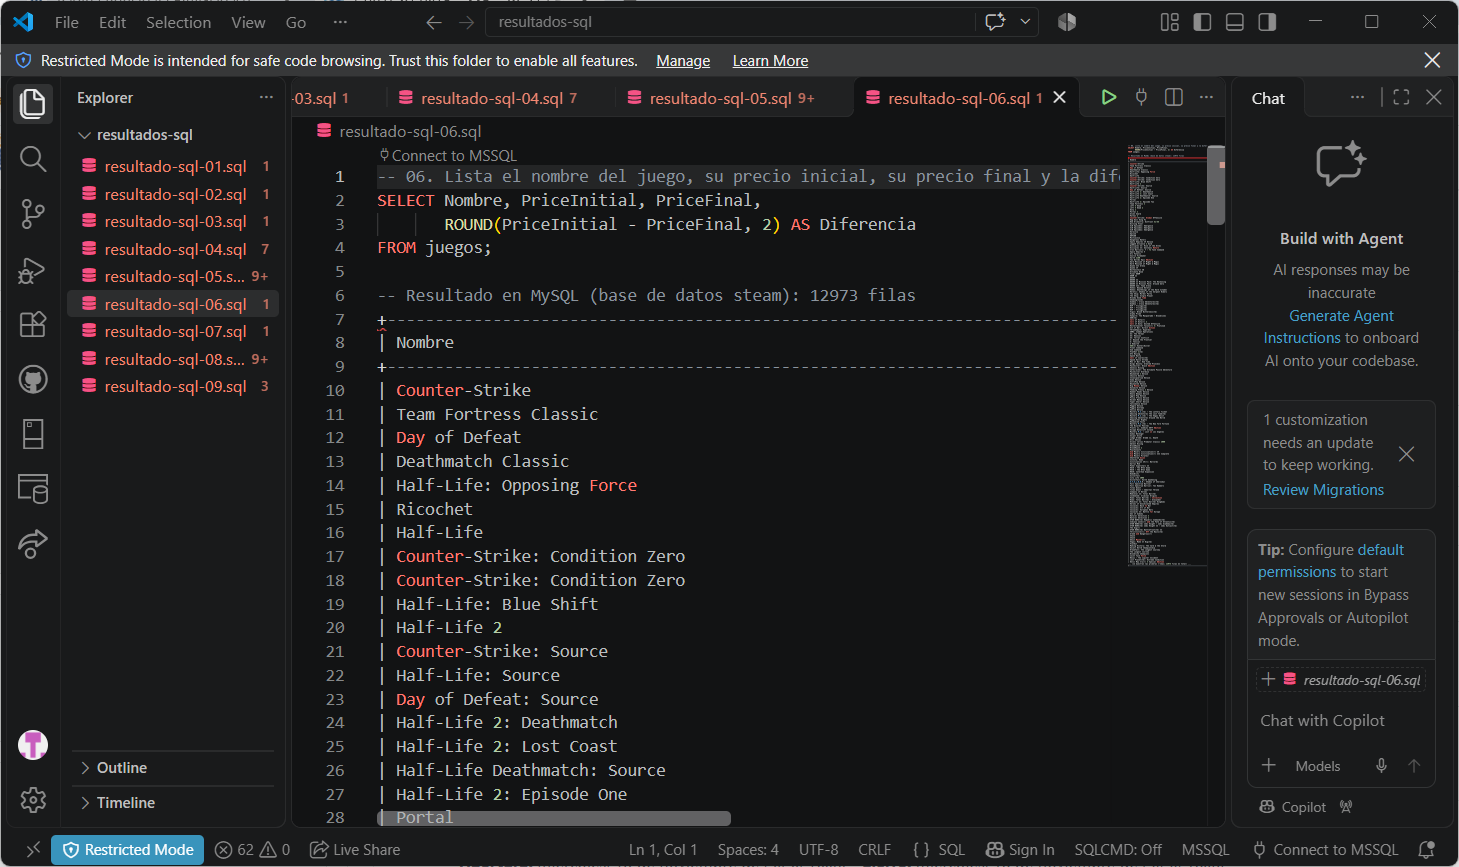 File Edit Selection View Go ··· resultados-sql
Restricted Mode is intended for safe code browsing. Trust this folder to enable all features. Manage Learn More
Explorer
resultados-sql
resultado-sql-01.sql 1
resultado-sql-02.sql 1
resultado-sql-03.sql 1
resultado-sql-04.sql 7
resultado-sql-05.s... 9+
resultado-sql-06.sql 1
resultado-sql-07.sql 1
resultado-sql-08.s... 9+
resultado-sql-09.sql 3
Outline
Timeline
-03.sql 1 resultado-sql-04.sql 7 resultado-sql-05.sql 9+ resultado-sql-06.sql 1
resultado-sql-06.sql
Connect to MSSQL
1 -- 06. Lista el nombre del juego, su precio inicial, su precio final y la dif
2 SELECT Nombre, PriceInitial, PriceFinal,
3 ROUND(PriceInitial - PriceFinal, 2) AS Diferencia
4 FROM juegos;
5
6 -- Resultado en MySQL (base de datos steam): 12973 filas
7 +------------------------------------------------------------------------------
8 | Nombre
9 +------------------------------------------------------------------------------
10 | Counter-Strike
11 | Team Fortress Classic
12 | Day of Defeat
13 | Deathmatch Classic
14 | Half-Life: Opposing Force
15 | Ricochet
16 | Half-Life
17 | Counter-Strike: Condition Zero
18 | Counter-Strike: Condition Zero
19 | Half-Life: Blue Shift
20 | Half-Life 2
21 | Counter-Strike: Source
22 | Half-Life: Source
23 | Day of Defeat: Source
24 | Half-Life 2: Deathmatch
25 | Half-Life 2: Lost Coast
26 | Half-Life Deathmatch: Source
27 | Half-Life 2: Episode One
28 | Portal
Chat
Build with Agent
AI responses may be
inaccurate
Generate Agent
Instructions to onboard
AI onto your codebase.
1 customization
needs an update
to keep working.
Review Migrations
Tip: Configure default
permissions to start
new sessions in Bypass
Approvals or Autopilot
mode.
resultado-sql-06.sql
Chat with Copilot
Models
Copilot
Restricted Mode 62 0 Live Share Ln 1, Col 1 Spaces: 4 UTF-8 CRLF { } SQL Sign In SQLCMD: Off MSSQL Connect to MSSQL